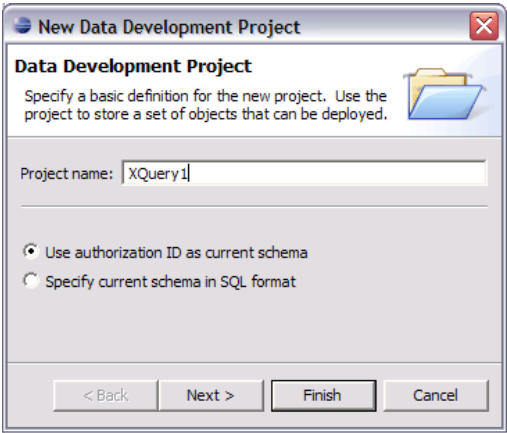 New Data Development Project
Data Development Project
Specify a basic definition for the new project. Use the
project to store a set of objects that can be deployed.
Project name: XQuery1
Use authorization ID as current schema
Specify current schema in SQL format
< Back Next > Finish Cancel